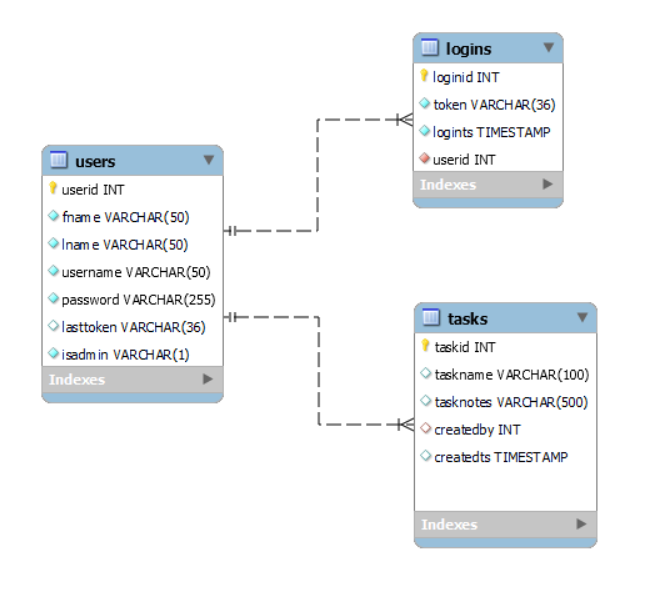 logins
loginid INT
token VARCHAR(36)
logints TIMESTAMP
userid INT
Indexes
users
userid INT
fname VARCHAR(50)
lname VARCHAR(50)
username VARCHAR(50)
password VARCHAR(255)
lasttoken VARCHAR(36)
isadmin VARCHAR(1)
Indexes
tasks
taskid INT
taskname VARCHAR(100)
tasknotes VARCHAR(500)
createdby INT
createdts TIMESTAMP
Indexes